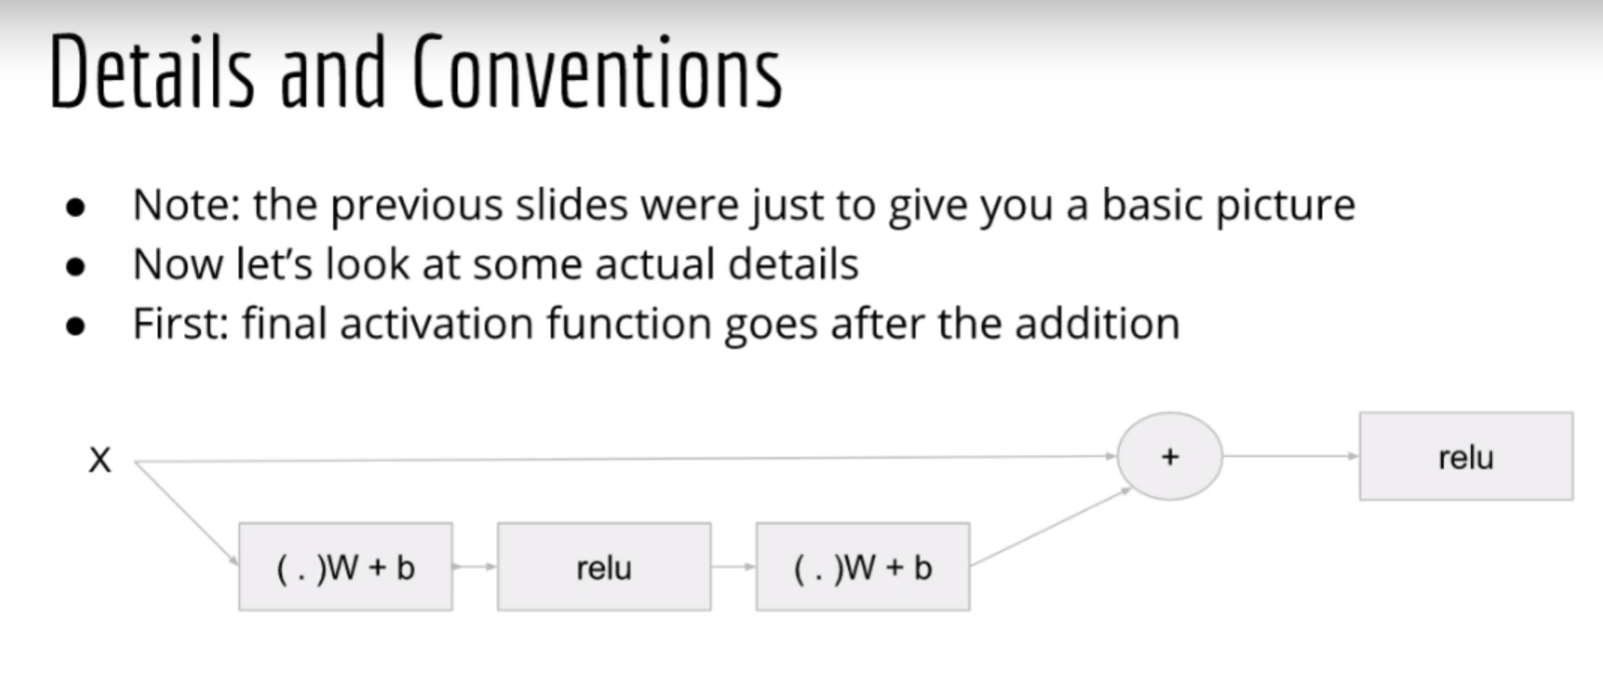 Details and Conventions
● Note: the previous slides were just to give you a basic picture
● Now let's look at some actual details
● First: final activation function goes after the addition
X
+
relu
( . )W + b
relu
( . )W + b